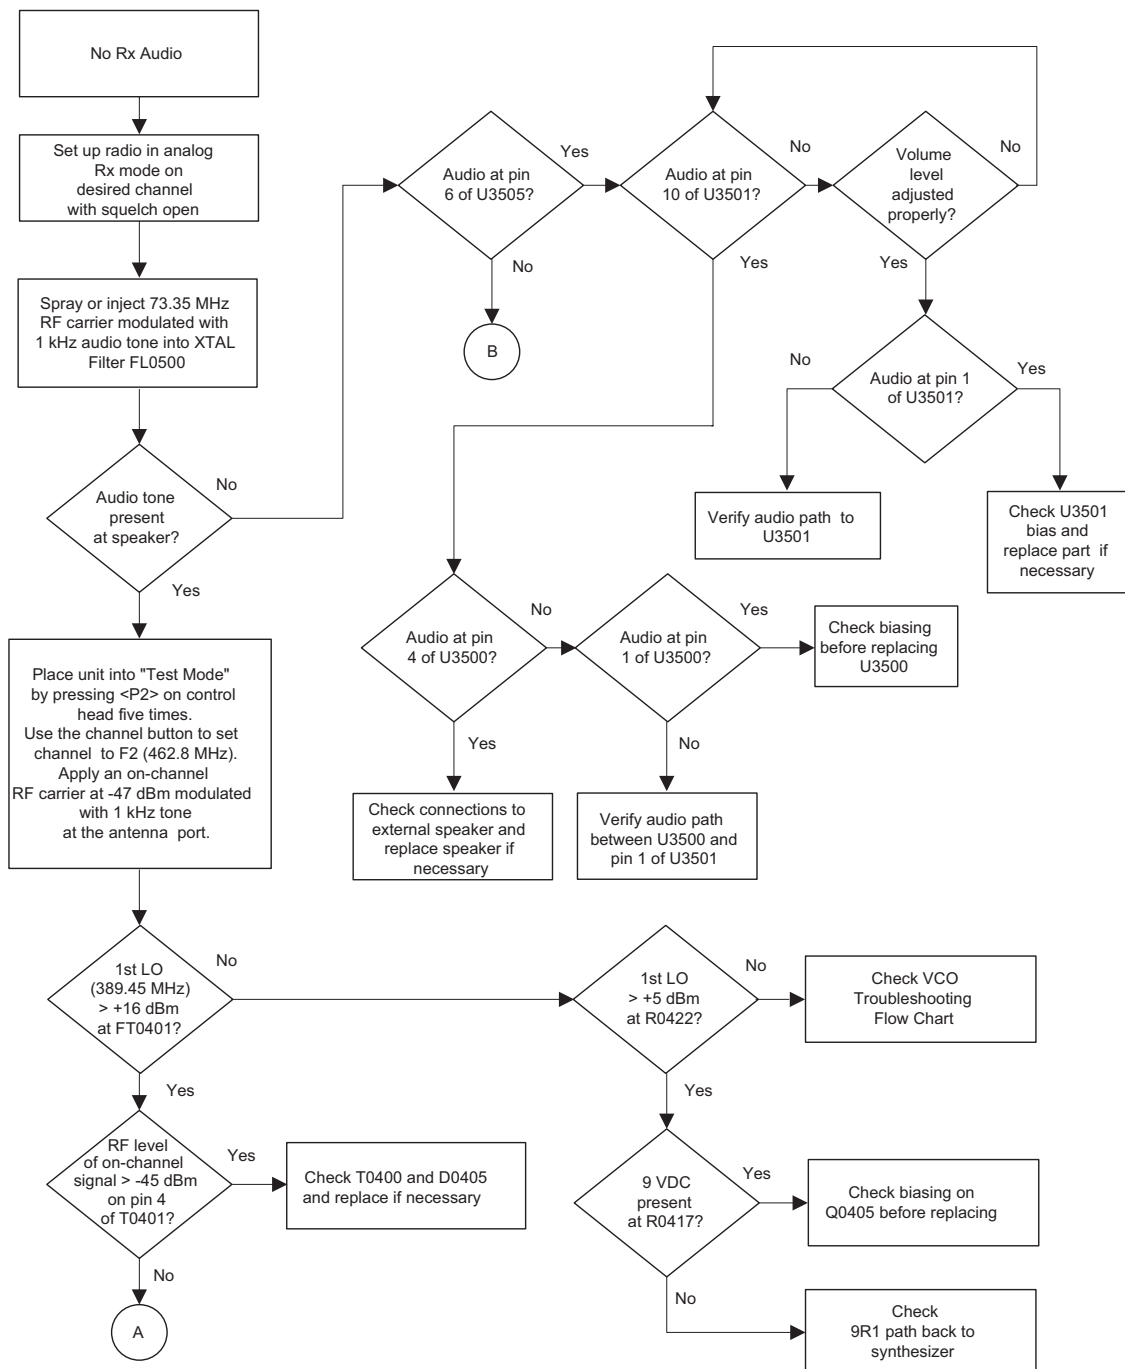 No Rx Audio
Set up radio in analog
Rx mode on
desired channel
with squelch open
Spray or inject 73.35 MHz
RF carrier modulated with
1 kHz audio tone into XTAL
Filter FL0500
Audio tone
present
at speaker?
No
Yes
Place unit into "Test Mode"
by pressing <P2> on control
head five times.
Use the channel button to set
channel to F2 (462.8 MHz).
Apply an on-channel
RF carrier at -47 dBm modulated
with 1 kHz tone
at the antenna port.
1st LO
(389.45 MHz)
> +16 dBm
at FT0401?
No
Yes
RF level
of on-channel
signal > -45 dBm
on pin 4
of T0401?
Yes
No
A
Check T0400 and D0405
and replace if necessary
Audio at pin
6 of U3505?
Yes
No
B
Audio at pin
10 of U3501?
No
Yes
Volume
level
adjusted
properly?
No
Yes
Audio at pin 1
of U3501?
No
Yes
Verify audio path to
U3501
Check U3501
bias and
replace part if
necessary
Audio at pin
4 of U3500?
No
Yes
Audio at pin
1 of U3500?
Yes
No
Check biasing
before replacing
U3500
Check connections to
external speaker and
replace speaker if
necessary
Verify audio path
between U3500 and
pin 1 of U3501
1st LO
> +5 dBm
at R0422?
No
Yes
Check VCO
Troubleshooting
Flow Chart
9 VDC
present
at R0417?
Yes
No
Check biasing on
Q0405 before replacing
Check
9R1 path back to
synthesizer